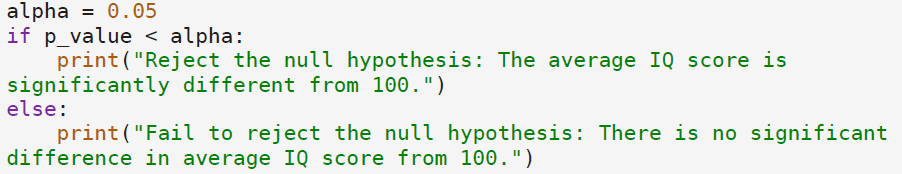 alpha = 0.05
if p_value < alpha:
    print("Reject the null hypothesis: The average IQ score is
significantly different from 100.")
else:
    print("Fail to reject the null hypothesis: There is no significant
difference in average IQ score from 100.")